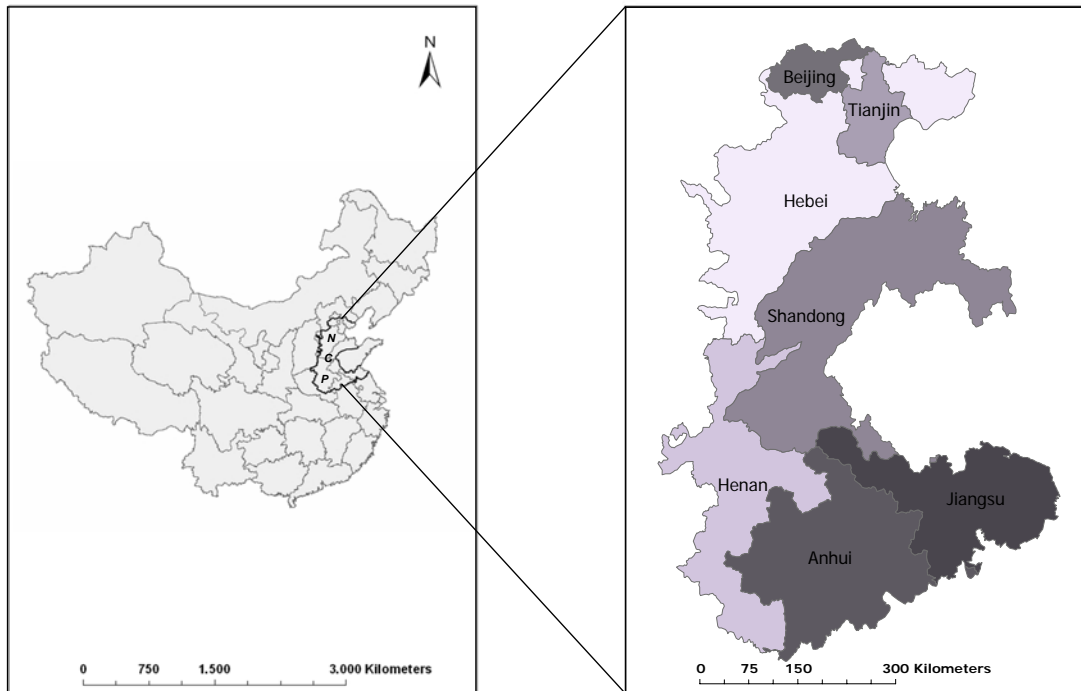 N
N
C
P
0 750 1.500 3.000 Kilometers
Beijing
Tianjin
Hebei
Shandong
Henan
Jiangsu
Anhui
0 75 150 300 Kilometers